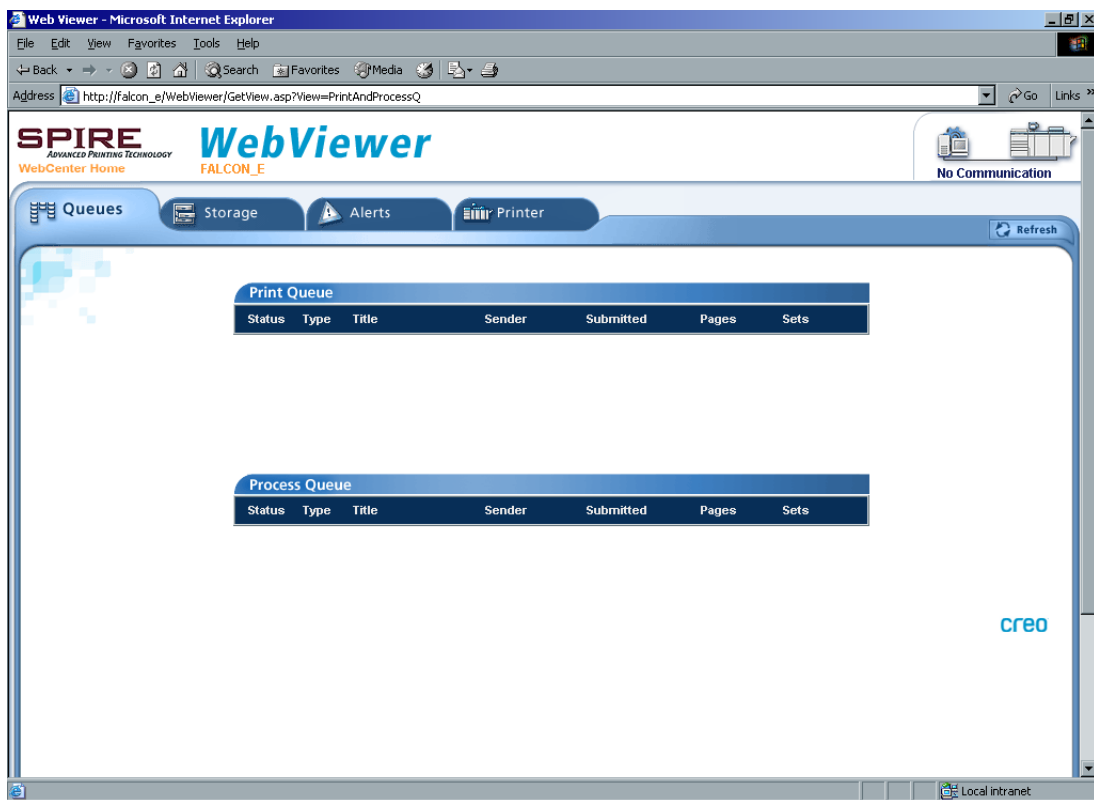 Web Viewer - Microsoft Internet Explorer
File Edit View Favorites Tools Help
Back Search Favorites Media
Address http://falcon_e/WebViewer/GetView.asp?View=PrintAndProcessQ Go Links »
SPIRE WebViewer
ADVANCED PRINTING TECHNOLOGY
WebCenter Home FALCON_E No Communication
Queues Storage Alerts Printer
Refresh
Print Queue
Status Type Title Sender Submitted Pages Sets
Process Queue
Status Type Title Sender Submitted Pages Sets
creo
Local intranet